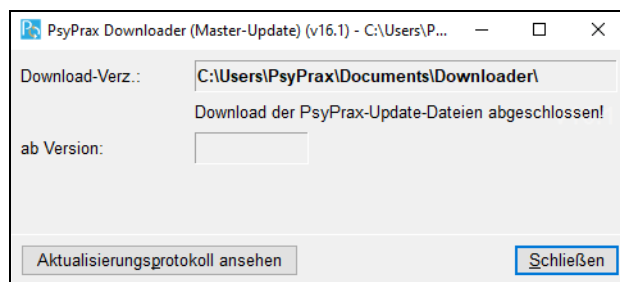 PsyPrax Downloader (Master-Update) (v16.1) - C:\Users\P...
Download-Verz.: C:\Users\PsyPrax\Documents\Downloader\
Download der PsyPrax-Update-Dateien abgeschlossen!
ab Version:
Aktualisierungsprotokoll ansehen Schließen